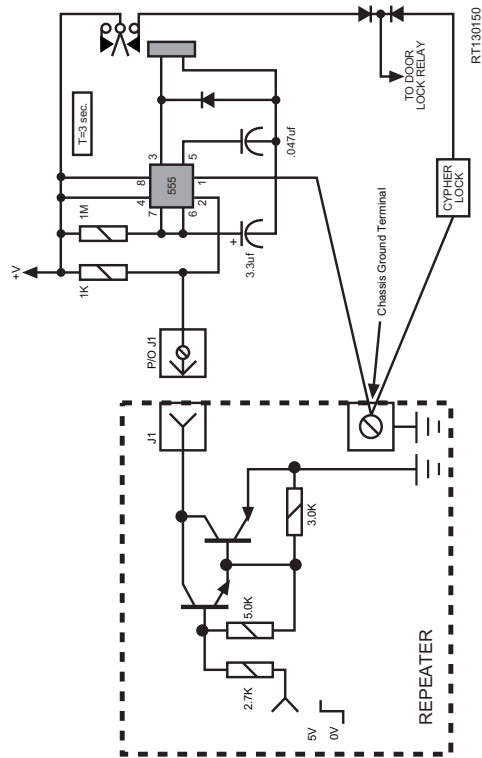 RT130150
TO DOOR
LOCK RELAY
CYPHER
LOCK
T=3 sec.
3
5
.047uf
8
4
555
1
2
7
6
1M
+
3.3uf
+V
1K
Chassis Ground Terminal
P/O J1
J1
3.0K
5.0K
2.7K
5V
0V
REPEATER